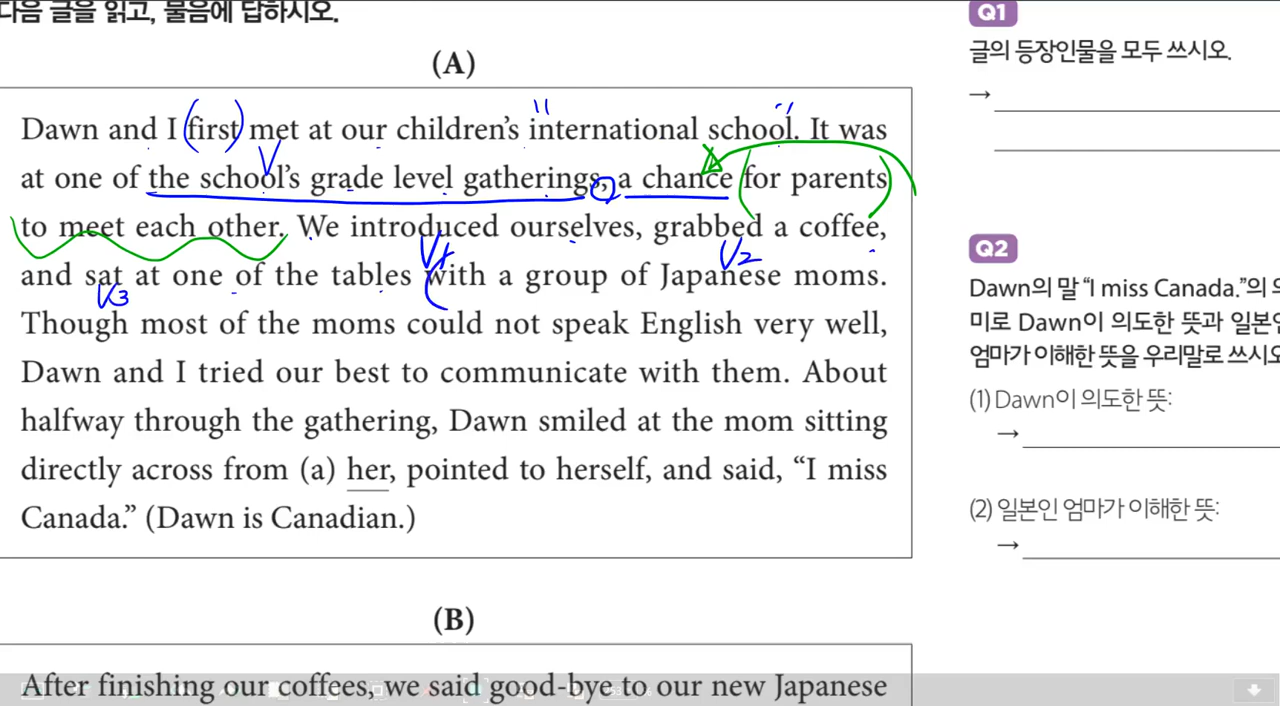 다음 글을 읽고, 물음에 답하시오.
(A)
Dawn and I (first) met at our children's international school. It was
at one of the school's grade level gatherings, a chance (for parents)
to meet each other. We introduced ourselves, grabbed a coffee,
and sat at one of the tables with a group of Japanese moms.
Though most of the moms could not speak English very well,
Dawn and I tried our best to communicate with them. About
halfway through the gathering, Dawn smiled at the mom sitting
directly across from (a) her, pointed to herself, and said, “I miss
Canada.” (Dawn is Canadian.)
V
V1
V2
V3
(B)
After finishing our coffees, we said good-bye to our new Japanese
Q1
글의 등장인물을 모두 쓰시오.
→
Q2
Dawn의 말 “I miss Canada.”의 의
미로 Dawn이 의도한 뜻과 일본인
엄마가 이해한 뜻을 우리말로 쓰시오
(1) Dawn이 의도한 뜻:
→
(2) 일본인 엄마가 이해한 뜻:
→